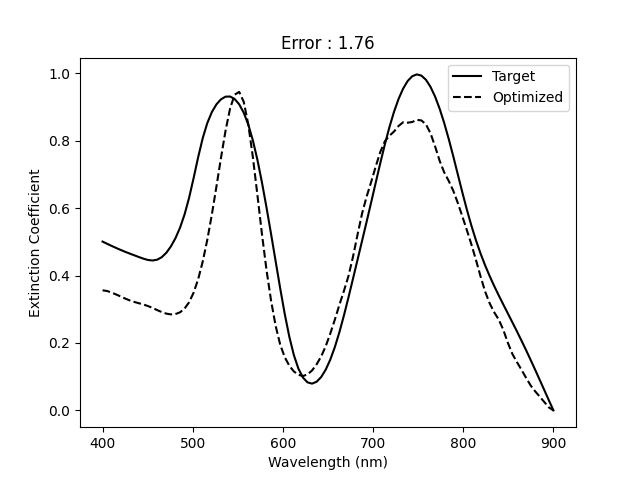 Error : 1.76
Target
Optimized
Extinction Coefficient
1.0
0.8
0.6
0.4
0.2
0.0
400 500 600 700 800 900
Wavelength (nm)